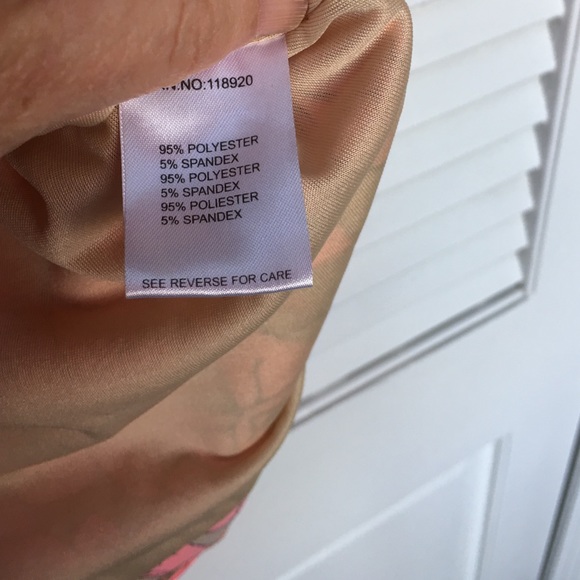 .NO:118920
95% POLYESTER
5% SPANDEX
95% POLYESTER
5% SPANDEX
95% POLIESTER
5% SPANDEX
SEE REVERSE FOR CARE